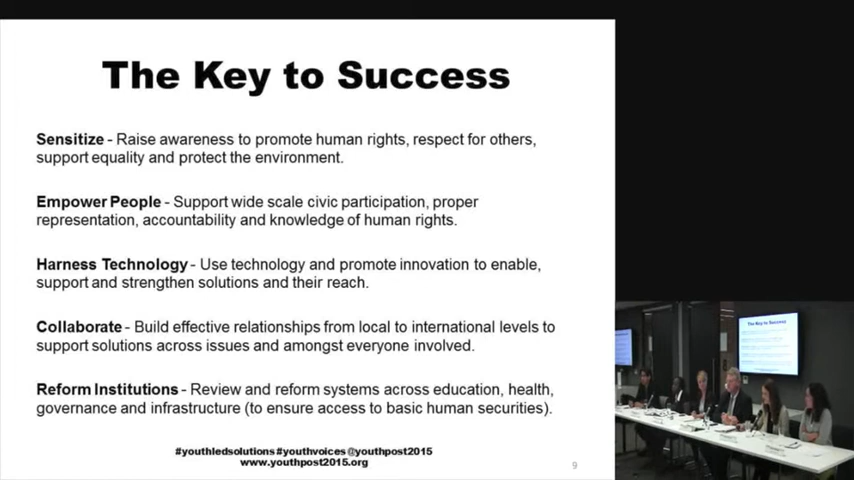 The Key to Success
Sensitize - Raise awareness to promote human rights, respect for others,
support equality and protect the environment.
Empower People - Support wide scale civic participation, proper
representation, accountability and knowledge of human rights.
Harness Technology - Use technology and promote innovation to enable,
support and strengthen solutions and their reach.
Collaborate - Build effective relationships from local to international levels to
support solutions across issues and amongst everyone involved.
Reform Institutions - Review and reform systems across education, health,
governance and infrastructure (to ensure access to basic human securities).
#youthledsolutions #youthvoices @youthpost2015
www.youthpost2015.org
9
The Key to Success